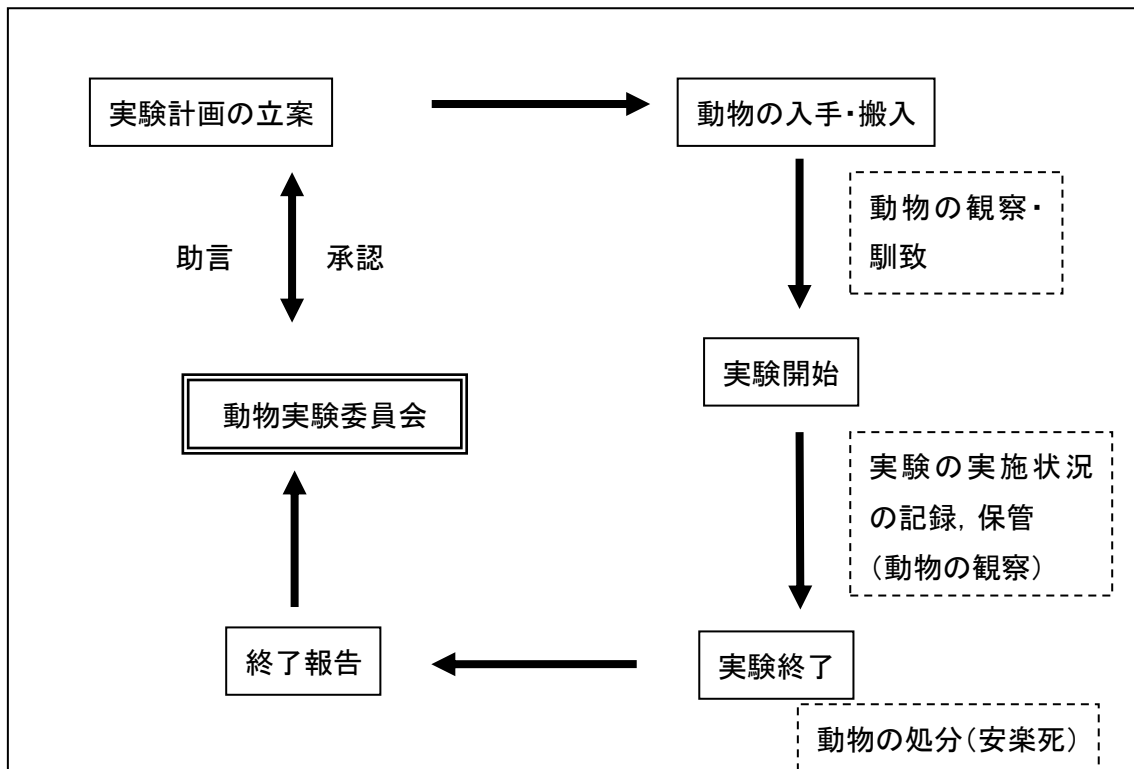 実験計画の立案
動物の入手・搬入
動物の観察・
馴致
助言
承認
実験開始
動物実験委員会
実験の実施状況
の記録, 保管
(動物の観察)
終了報告
実験終了
動物の処分(安楽死)